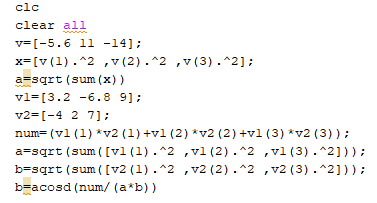 clc
clear all
v=[-5.6 11 -14];
x=[v(1).^2 ,v(2).^2 ,v(3).^2];
a=sqrt(sum(x))
v1=[3.2 -6.8 9];
v2=[-4 2 7];
num=(v1(1)*v2(1)+v1(2)*v2(2)+v1(3)*v2(3));
a=sqrt(sum([v1(1).^2 ,v1(2).^2 ,v1(3).^2]));
b=sqrt(sum([v2(1).^2 ,v2(2).^2 ,v2(3).^2]));
b=acosd(num/(a*b))